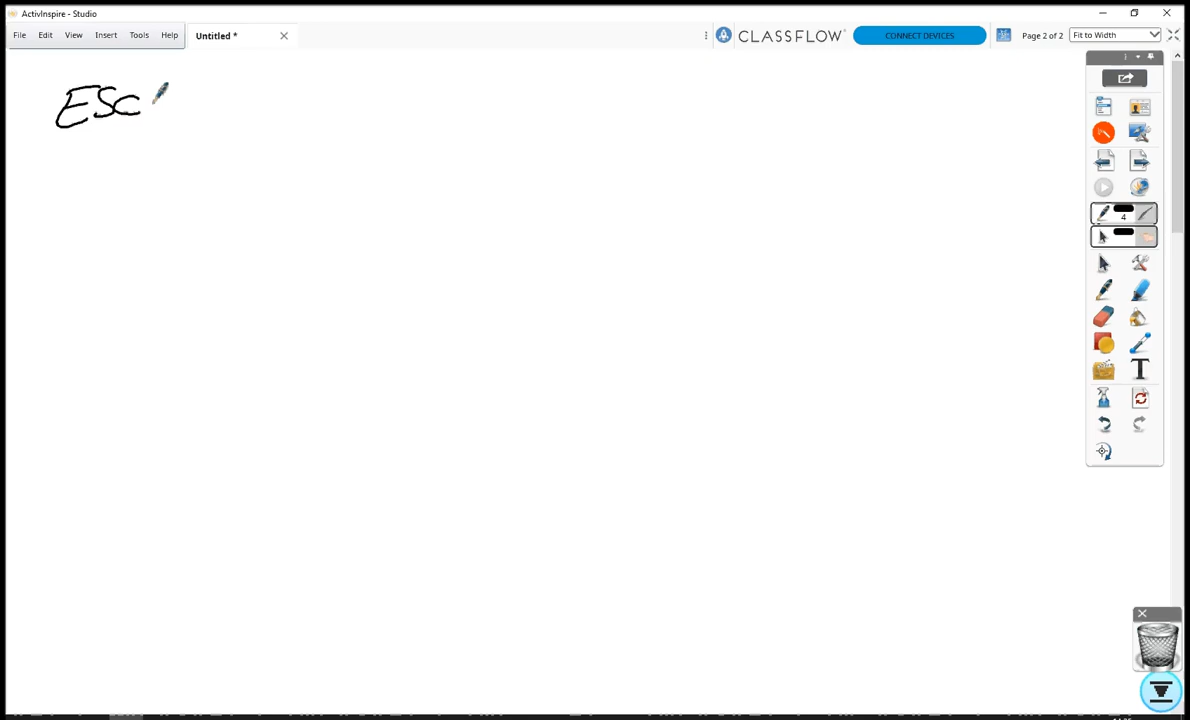 ActivInspire - Studio
File Edit View Insert Tools Help Untitled * CLASSFLOW CONNECT DEVICES Page 2 of 2 Fit to Width
ESC
4
T